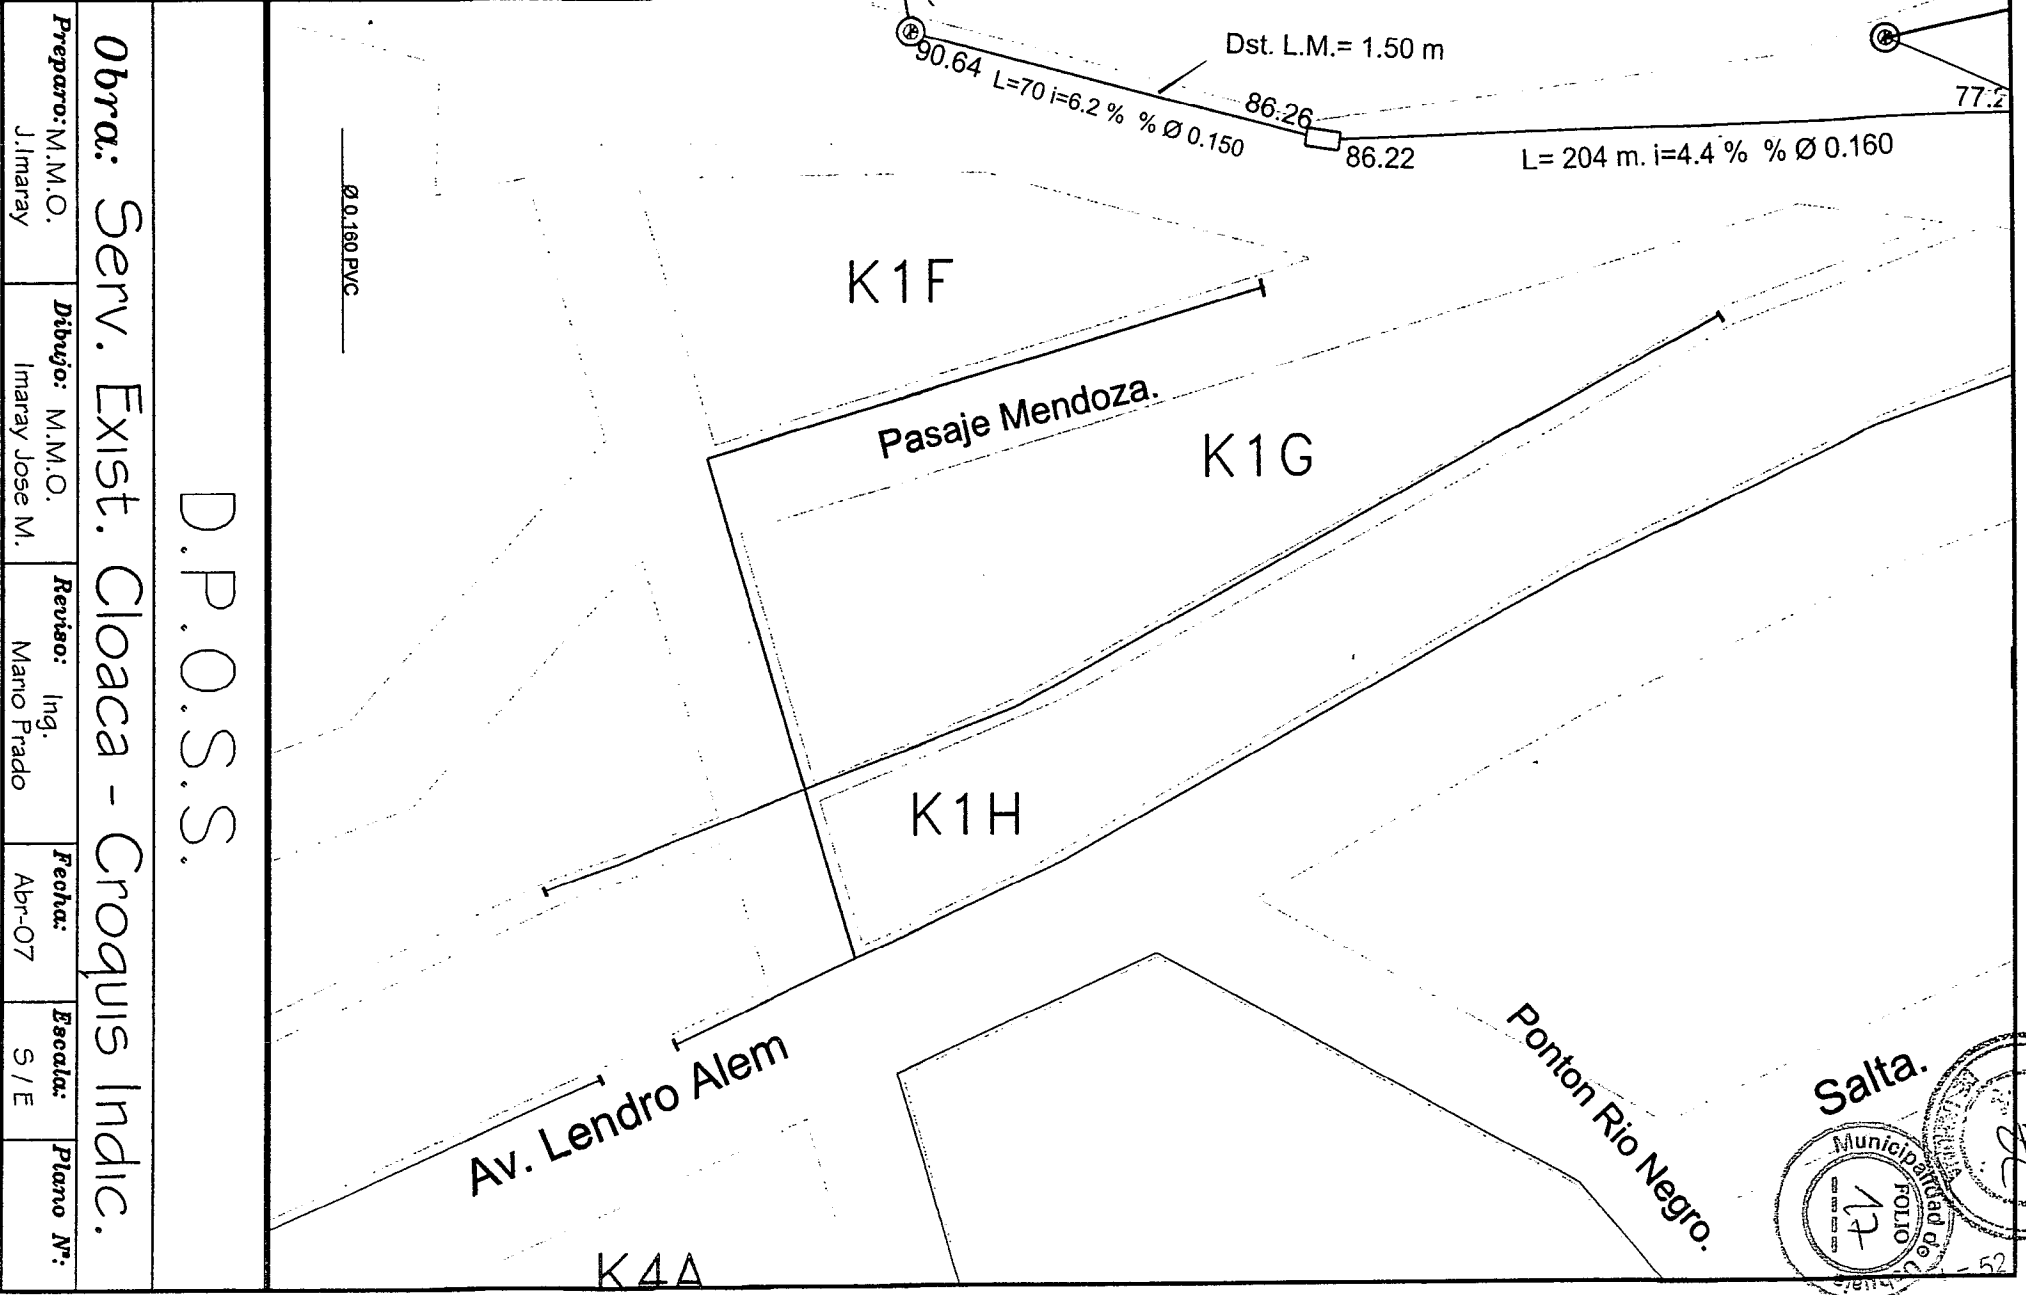 Dst. L.M.= 1.50 m
90.64
L=70 i=6.2 % % Ø 0.150
86.26
86.22
L= 204 m. i=4.4 % % Ø 0.160
Ø 0.160 PVC
K1F
Pasaje Mendoza.
K1G
K1H
Av. Lendro Alem
Ponton Rio Negro.
Salta.
K4A
Municipalidad de
FOLIO
17
D.P.O.S.S.
Obra: Serv. Exist. Cloaca - Croquis Indic.
Preparo: M.M.O.
J.Imaray
Dibujo: M.M.O.
Imaray Jose M.
Reviso: Ing.
Mario Prado
Fecha:
Abr-07
Escala:
S/E
Plano Nº: